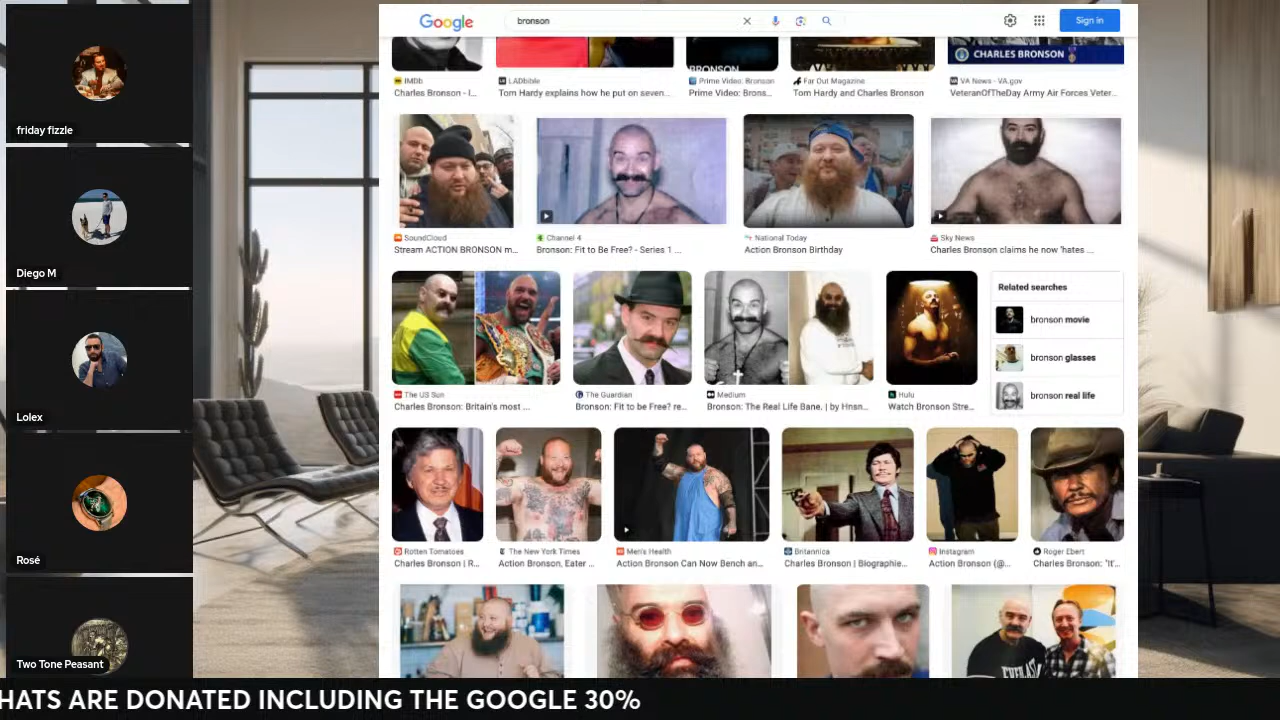 friday fizzle
Diego M
Lolex
Rosé
Two Tone Peasant
Google
bronson
Sign in
BRONSON
CHARLES BRONSON
IMDb
Charles Bronson - I...
LADbible
Tom Hardy explains how he put on seven...
Prime Video: Bronson
Prime Video: Brons...
Far Out Magazine
Tom Hardy and Charles Bronson
VA News - VA.gov
VeteranOfTheDay Army Air Forces Veter...
SoundCloud
Stream ACTION BRONSON m...
Channel 4
Bronson: Fit to Be Free? - Series 1 ...
National Today
Action Bronson Birthday
Sky News
Charles Bronson claims he now 'hates ...
The US Sun
Charles Bronson: Britain's most ...
The Guardian
Bronson: Fit to be Free? re...
Medium
Bronson: The Real Life Bane. | by Hnsn...
Hulu
Watch Bronson Stre...
Related searches
bronson movie
bronson glasses
bronson real life
Rotten Tomatoes
Charles Bronson | R...
The New York Times
Action Bronson, Eater ...
Men's Health
Action Bronson Can Now Bench an...
Britannica
Charles Bronson | Biographie...
Instagram
Action Bronson (@...
Roger Ebert
Charles Bronson: "It'...
EVERLAST
HATS ARE DONATED INCLUDING THE GOOGLE 30%